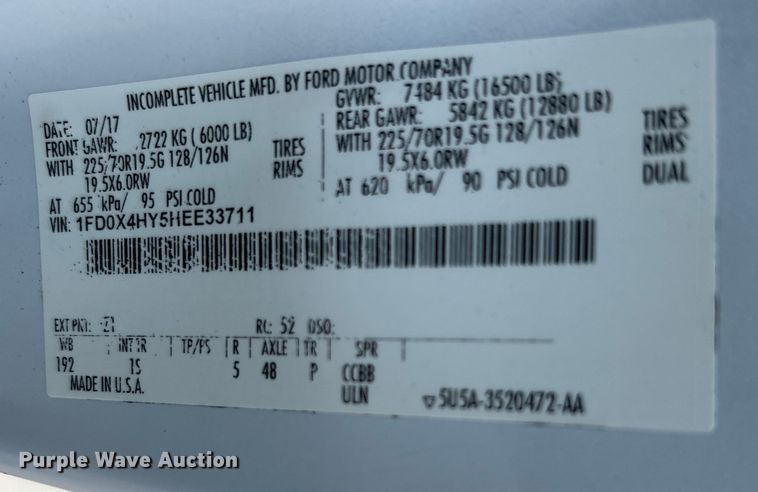 INCOMPLETE VEHICLE MFD. BY FORD MOTOR COMPANY
DATE: 07/17 GVWR: 7484 KG (16500 LB)
FRONT GAWR: 2722 KG (6000 LB) REAR GAWR: 5842 KG (12880 LB)
WITH 225/70R19.5G 128/126N TIRES WITH 225/70R19.5G 128/126N TIRES
19.5X6.0RW RIMS 19.5X6.0RW RIMS
AT 655 kPa/ 95 PSI COLD AT 620 kPa/ 90 PSI COLD DUAL
VIN: 1FD0X4HY5HEE33711
EXT PNT: Z1 RC: 52 DSO:
WB INT TR TP/PS R AXLE TR SPR
192 1S 5 48 P CCBB
MADE IN U.S.A. ULN 5U5A-3520472-AA
Purple Wave Auction